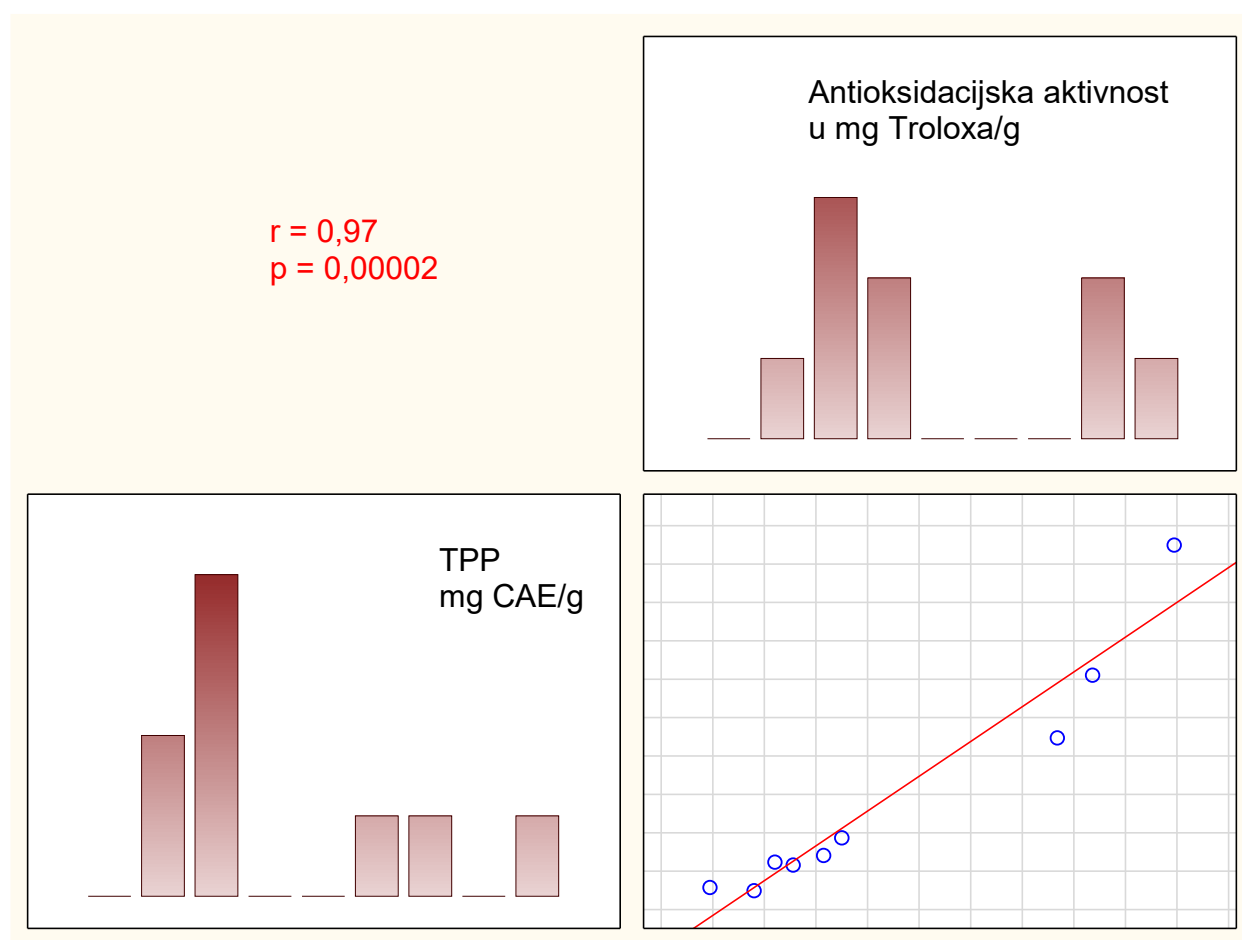 Antioksidacijska aktivnost
u mg Troloxa/g
r = 0,97
p = 0,00002
TPP
mg CAE/g